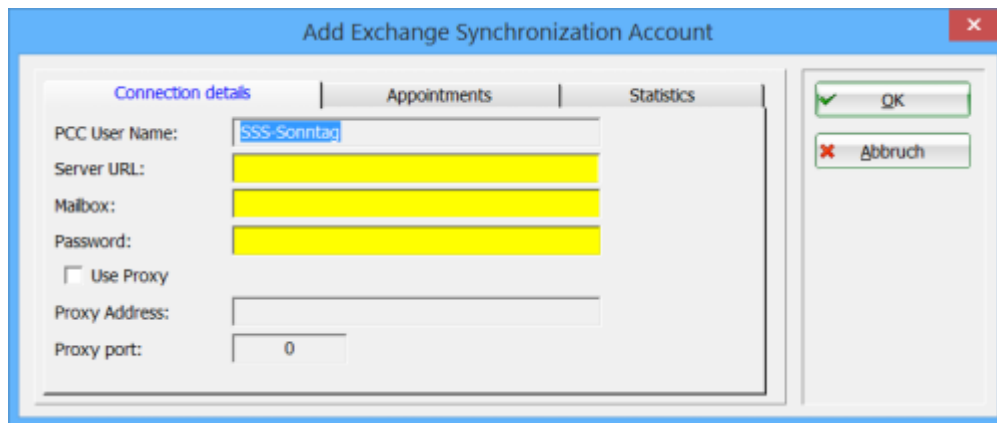 Add Exchange Synchronization Account
Connection details Appointments Statistics
PCC User Name: SSS-Sonntag
Server URL:
Mailbox:
Password:
Use Proxy
Proxy Address:
Proxy port: 0
OK
Abbruch